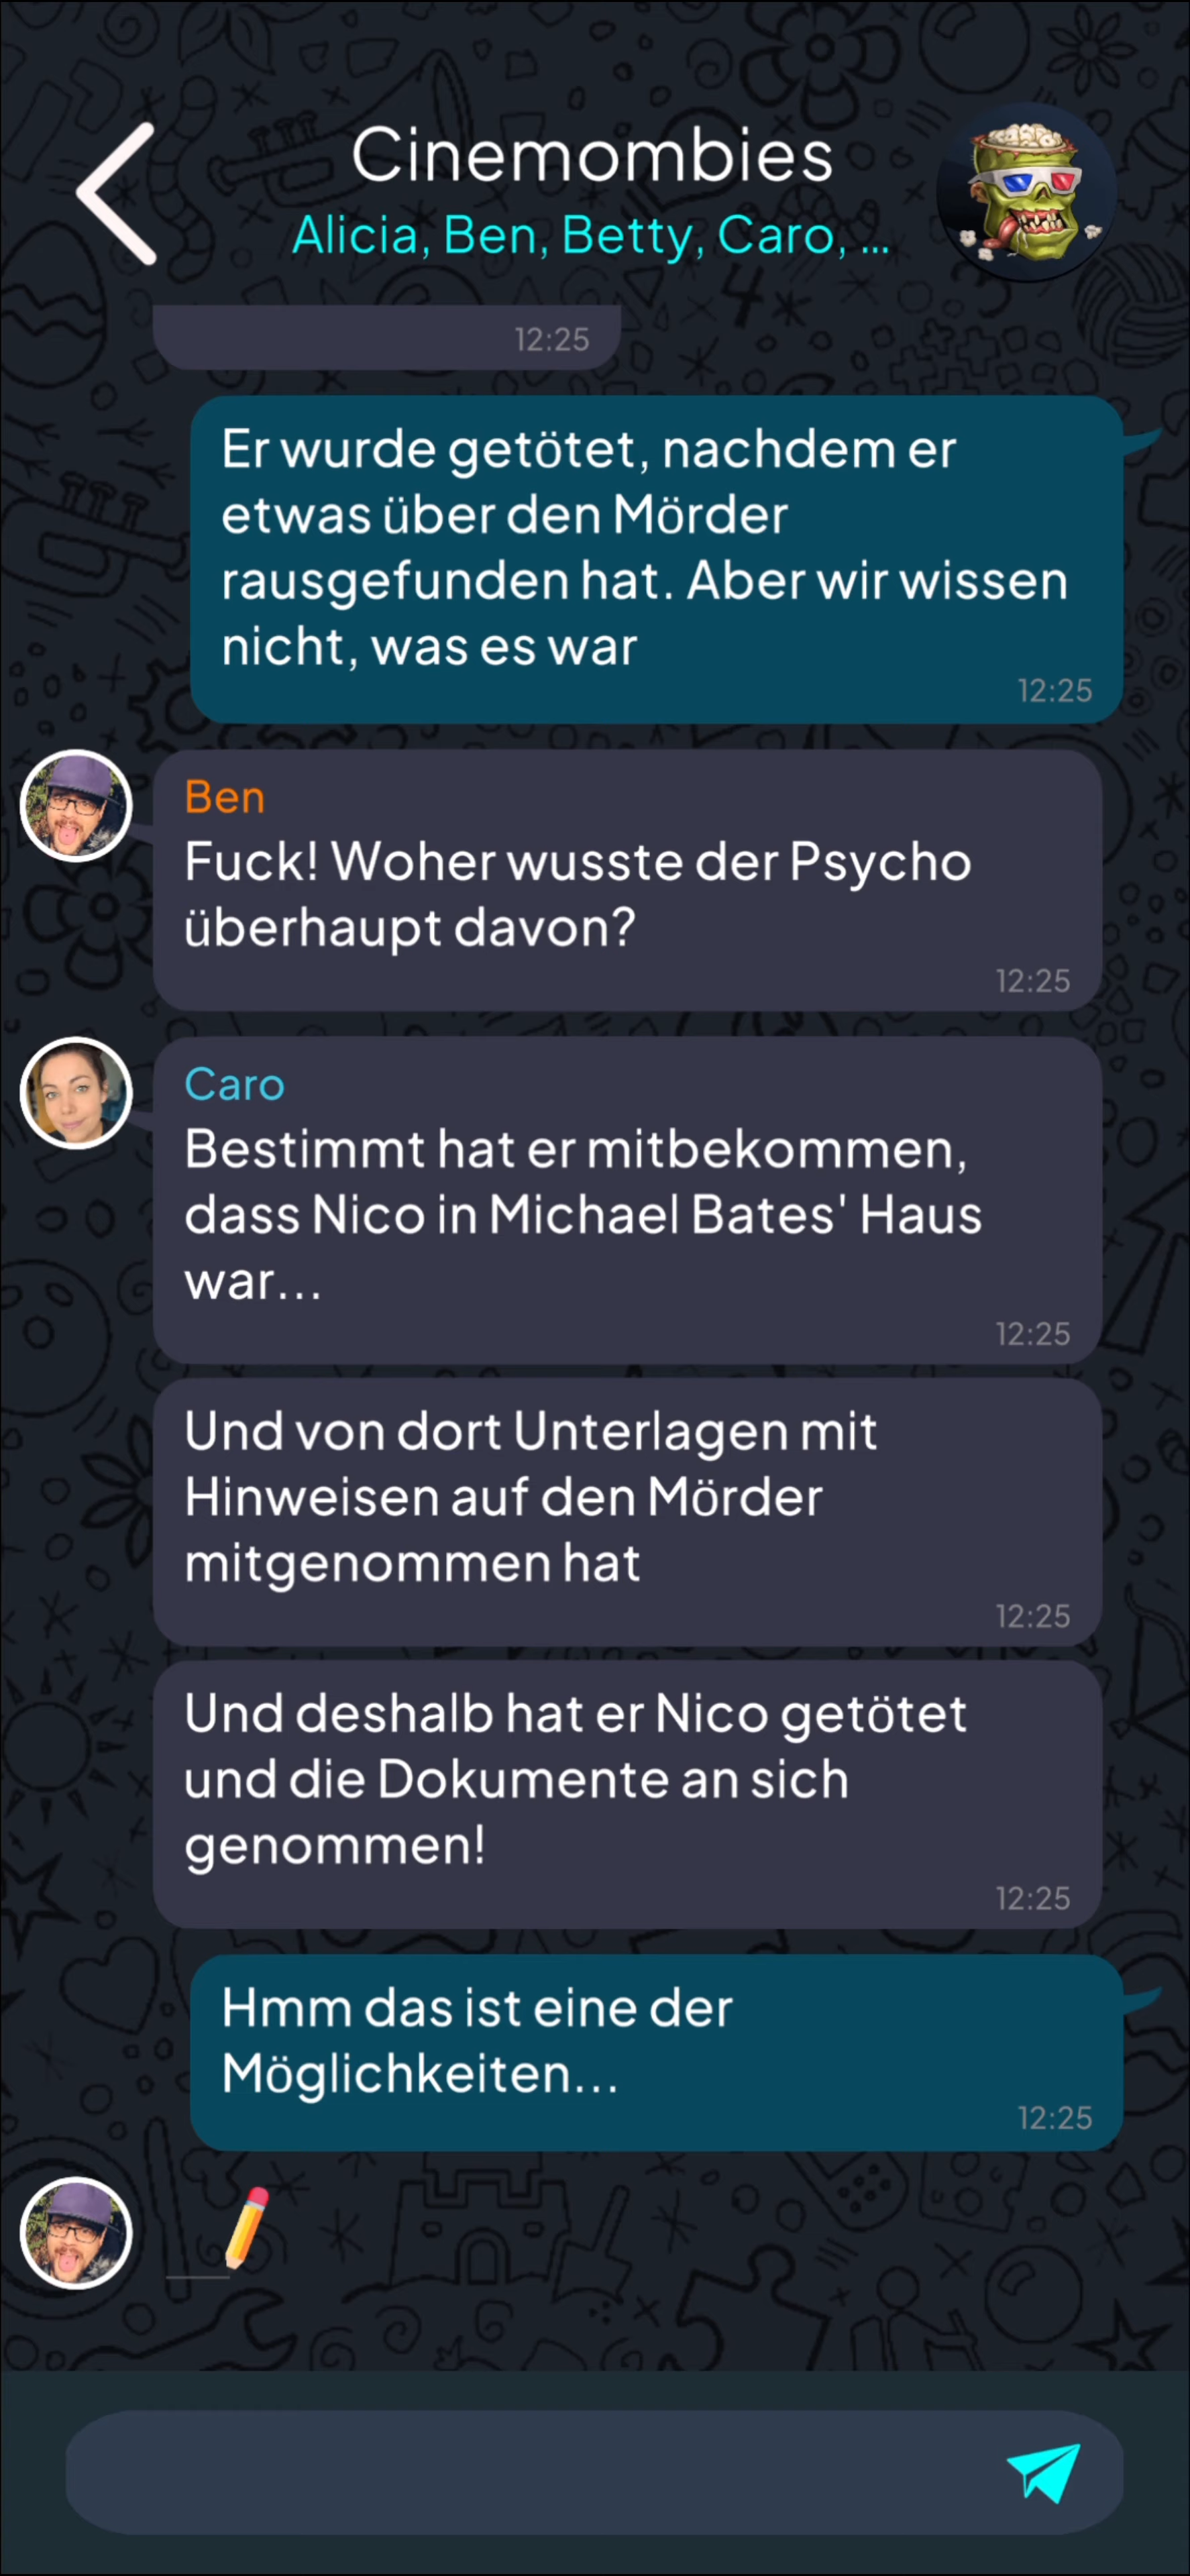 Cinemombies
Alicia, Ben, Betty, Caro, ...
12:25
Er wurde getötet, nachdem er
etwas über den Mörder
rausgefunden hat. Aber wir wissen
nicht, was es war
12:25
Ben
Fuck! Woher wusste der Psycho
überhaupt davon?
12:25
Caro
Bestimmt hat er mitbekommen,
dass Nico in Michael Bates' Haus
war...
12:25
Und von dort Unterlagen mit
Hinweisen auf den Mörder
mitgenommen hat
12:25
Und deshalb hat er Nico getötet
und die Dokumente an sich
genommen!
12:25
Hmm das ist eine der
Möglichkeiten...
12:25